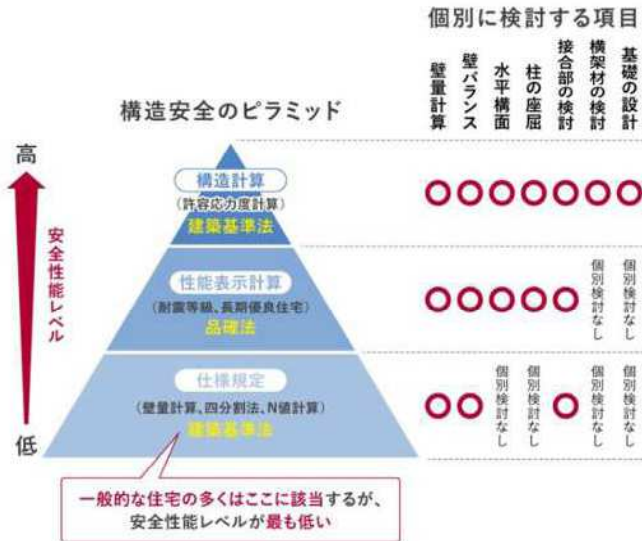 個別に検討する項目
壁量計算
壁バランス
水平構面
柱の座屈
接合部の検討
横架材の検討
基礎の設計
構造安全のピラミッド
高
安全性能レベル
低
構造計算
(許容応力度計算)
建築基準法
性能表示計算
(耐震等級、長期優良住宅)
品確法
個別検討なし
個別検討なし
仕様規定
(壁量計算、四分割法、N値計算)
建築基準法
個別検討なし
個別検討なし
個別検討なし
個別検討なし
一般的な住宅の多くはここに該当するが、
安全性能レベルが最も低い